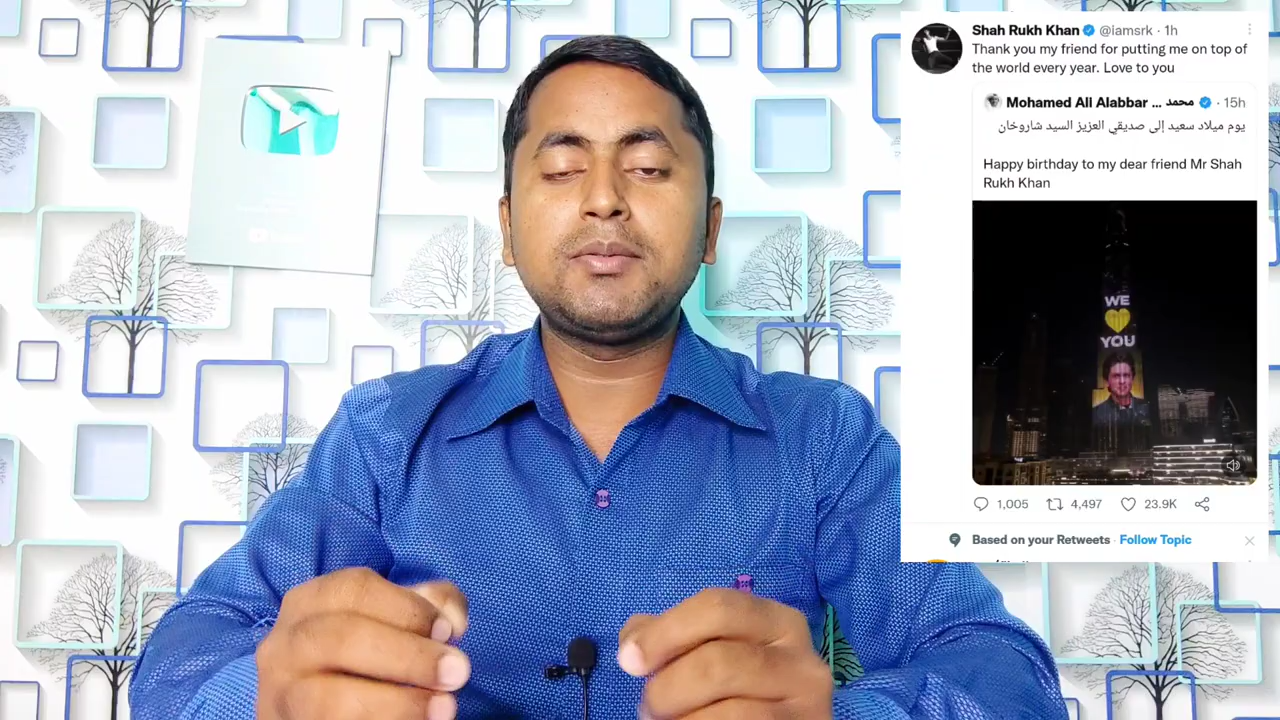 Shah Rukh Khan @iamsrk · 1h
Thank you my friend for putting me on top of
the world every year. Love to you
Mohamed Ali Alabbar ... محمد · 15h
يوم ميلاد سعيد إلى صديقي العزيز السيد شاروخان
Happy birthday to my dear friend Mr Shah
Rukh Khan
WE
YOU
1,005 4,497 23.9K
Based on your Retweets · Follow Topic